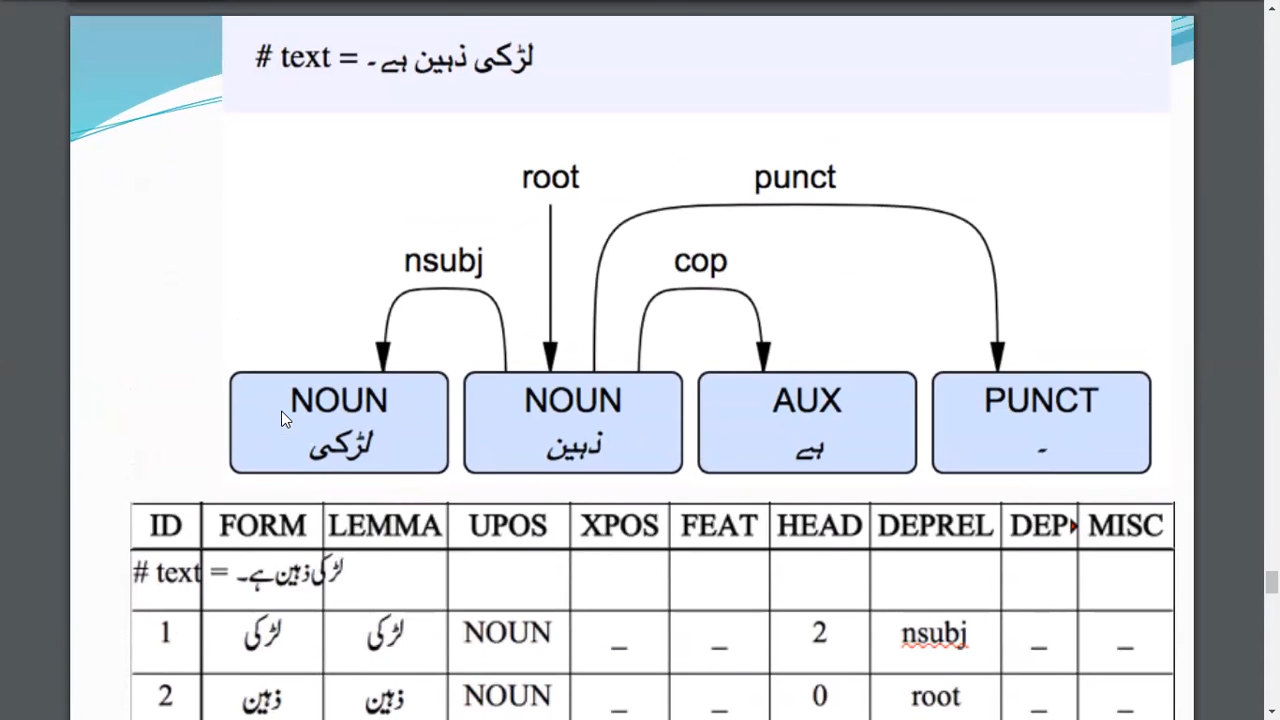 # text = لڑکی ذہین ہے۔
root
punct
nsubj
cop
NOUN
لڑکی
NOUN
ذہین
AUX
ہے
PUNCT
۔
ID FORM LEMMA UPOS XPOS FEAT HEAD DEPREL DEP MISC
# text = لڑکی ذہین ہے۔
1 لڑکی لڑکی NOUN _ _ 2 nsubj _ _
2 ذہین ذہین NOUN _ _ 0 root _ _